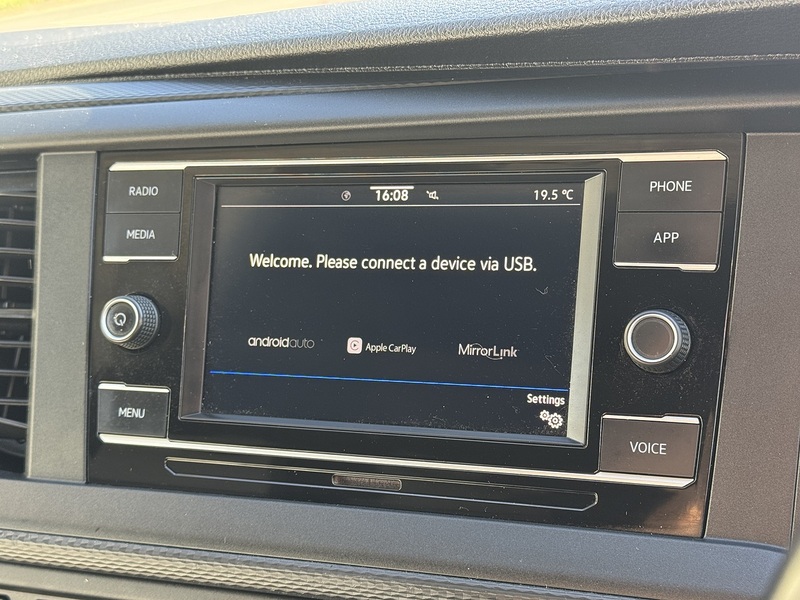 RADIO
MEDIA
MENU
16:08
19.5 °C
Welcome. Please connect a device via USB.
androidauto
Apple CarPlay
MirrorLink
Settings
PHONE
APP
VOICE